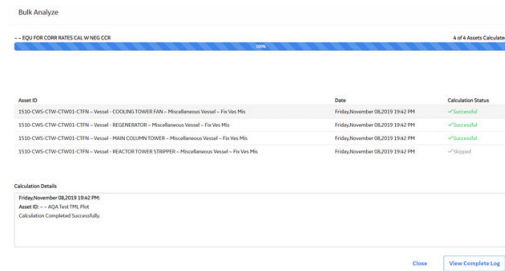 Bulk Analyze
~ ~ EQU FOR CORR RATES CAL W NEG CCR 4 of 4 Assets Calculated
100%
Asset ID Date Calculation Status
1510-CWS-CTW-CTW01-CTFN ~ Vessel - COOLING TOWER FAN ~ Miscellaneous Vessel ~ Fix Ves Mis Friday,November 08,2019 19:42 PM Successful
1510-CWS-CTW-CTW01-CTFN ~ Vessel - REGENERATOR ~ Miscellaneous Vessel ~ Fix Ves Mis Friday,November 08,2019 19:42 PM Successful
1510-CWS-CTW-CTW01-CTFN ~ Vessel - MAIN COLUMN TOWER ~ Miscellaneous Vessel ~ Fix Ves Mis Friday,November 08,2019 19:42 PM Successful
1510-CWS-CTW-CTW01-CTFN ~ Vessel - REACTOR TOWER STRIPPER ~ Miscellaneous Vessel ~ Fix Ves Mis Friday,November 08,2019 19:42 PM Skipped
Calculation Details
Friday,November 08,2019 19:42 PM:
Asset ID: ~ ~ AQA Test TML Plot
Calculation Completed Successfully.
Close View Complete Log